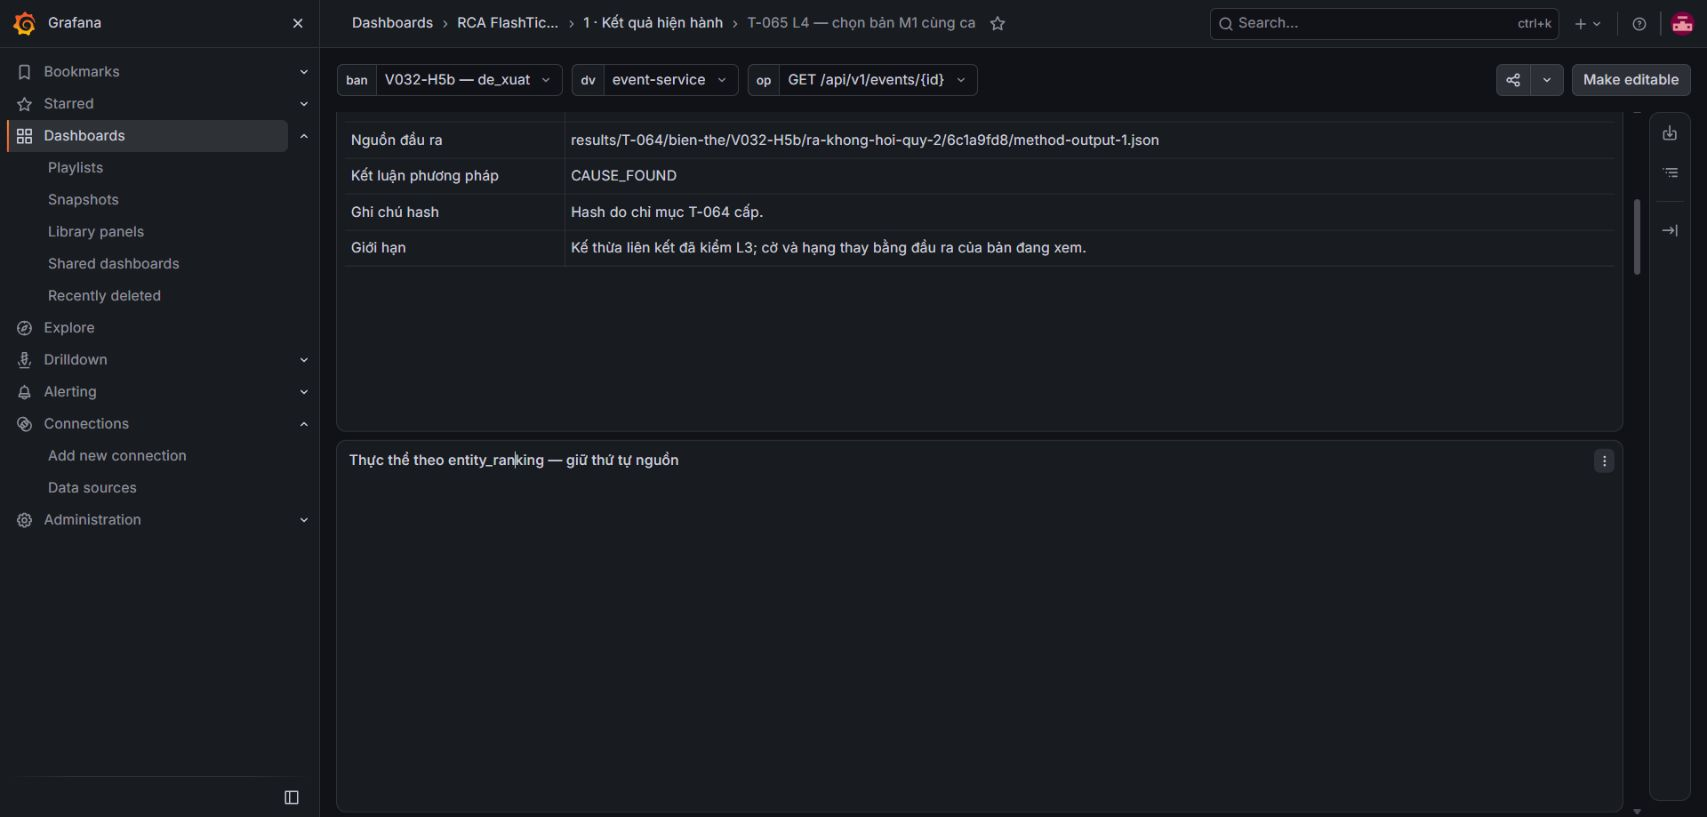 Grafana
Dashboards › RCA FlashTic... › 1 · Kết quả hiện hành › T-065 L4 — chọn bản M1 cùng ca
Search... ctrl+k
Bookmarks
Starred
Dashboards
Playlists
Snapshots
Library panels
Shared dashboards
Recently deleted
Explore
Drilldown
Alerting
Connections
Add new connection
Data sources
Administration
ban V032-H5b — de_xuat
dv event-service
op GET /api/v1/events/{id}
Make editable
Nguồn đầu ra results/T-064/bien-the/V032-H5b/ra-khong-hoi-quy-2/6c1a9fd8/method-output-1.json
Kết luận phương pháp CAUSE_FOUND
Ghi chú hash Hash do chỉ mục T-064 cấp.
Giới hạn Kế thừa liên kết đã kiểm L3; cờ và hạng thay bằng đầu ra của bản đang xem.
Thực thể theo entity_ranking — giữ thứ tự nguồn